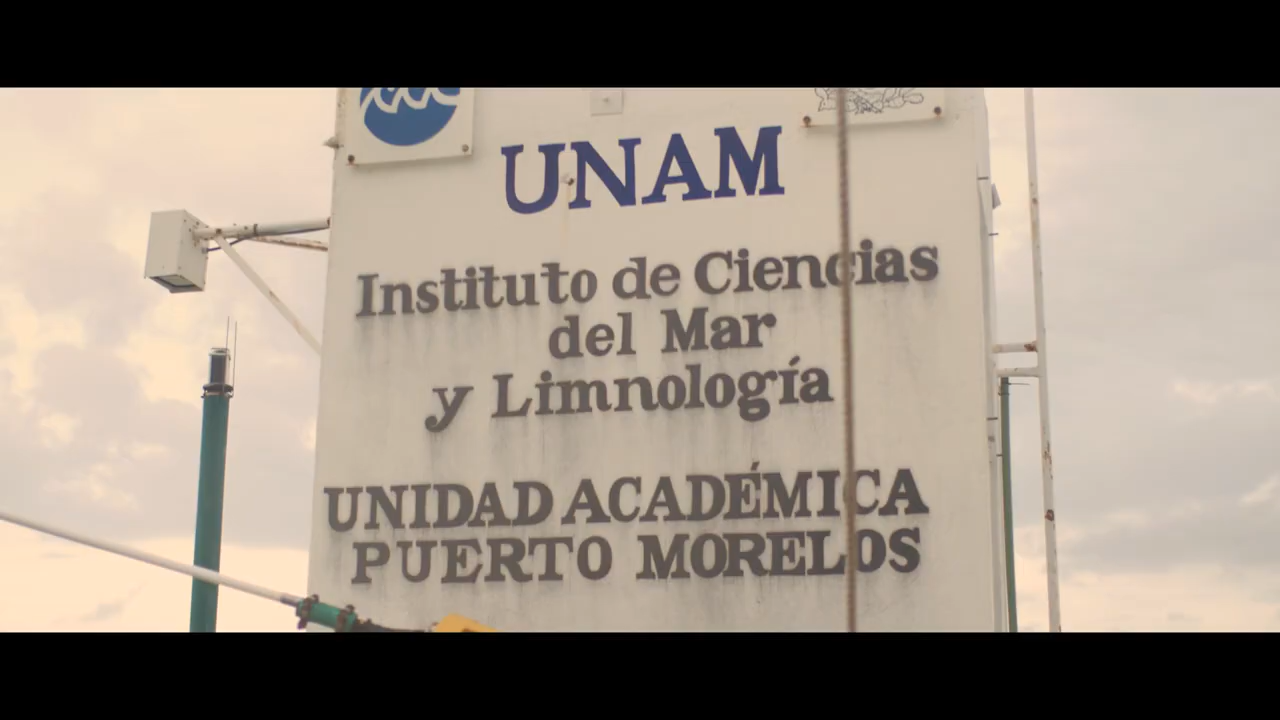 UNAM
Instituto de Ciencias
del Mar
y Limnología
UNIDAD ACADÉMICA
PUERTO MORELOS